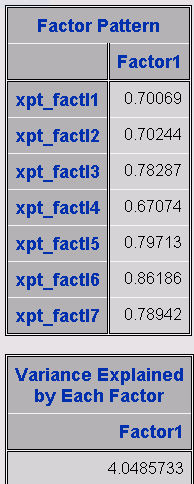 Factor Pattern
Factor1
xpt_factl1 0.70069
xpt_factl2 0.70244
xpt_factl3 0.78287
xpt_factl4 0.67074
xpt_factl5 0.79713
xpt_factl6 0.86186
xpt_factl7 0.78942
Variance Explained
by Each Factor
Factor1
4.0485733